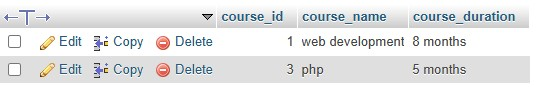 ←T→ course_id course_name course_duration
Edit Copy Delete 1 web development 8 months
Edit Copy Delete 3 php 5 months